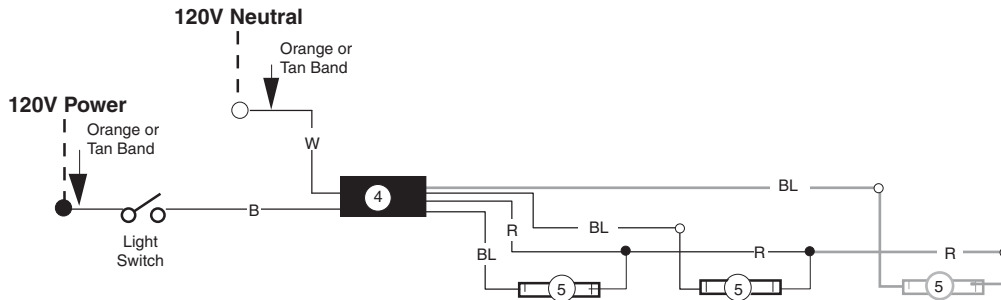 120V Neutral
Orange or
Tan Band
120V Power
Orange or
Tan Band
W
4
BL
B
Light
Switch
R
BL
BL
R
R
5
5
5